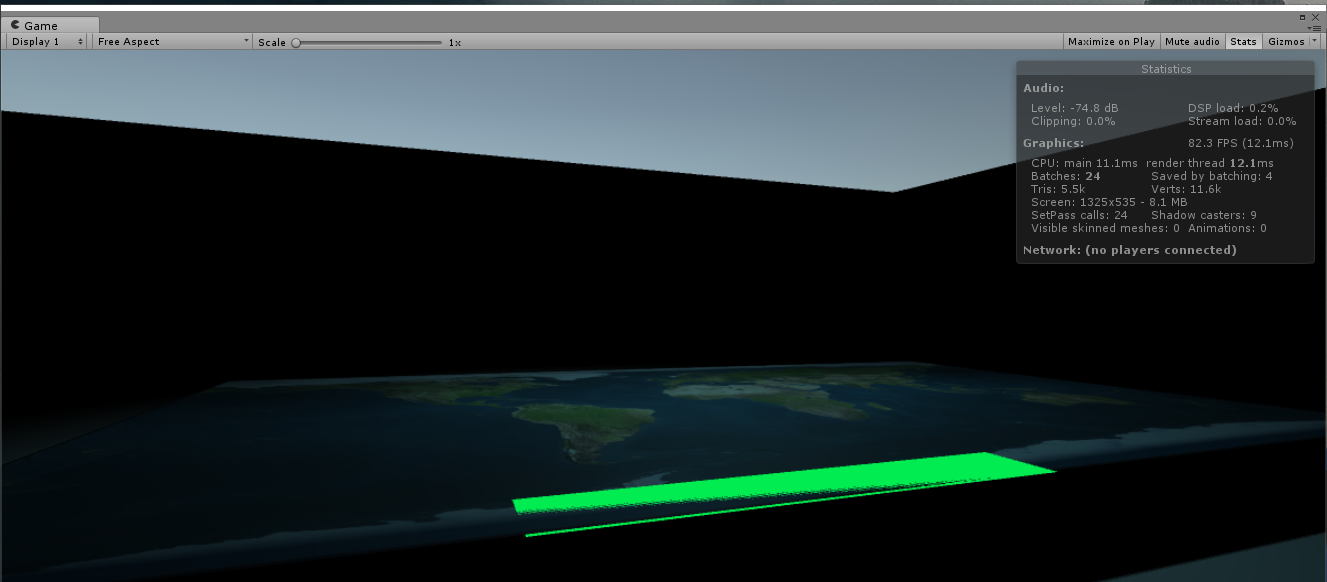 Game
Display 1 Free Aspect Scale 1x Maximize on Play Mute audio Stats Gizmos
Statistics
Audio:
Level: -74.8 dB DSP load: 0.2%
Clipping: 0.0% Stream load: 0.0%
Graphics: 82.3 FPS (12.1ms)
CPU: main 11.1ms render thread 12.1ms
Batches: 24 Saved by batching: 4
Tris: 5.5k Verts: 11.6k
Screen: 1325x535 - 8.1 MB
SetPass calls: 24 Shadow casters: 9
Visible skinned meshes: 0 Animations: 0
Network: (no players connected)